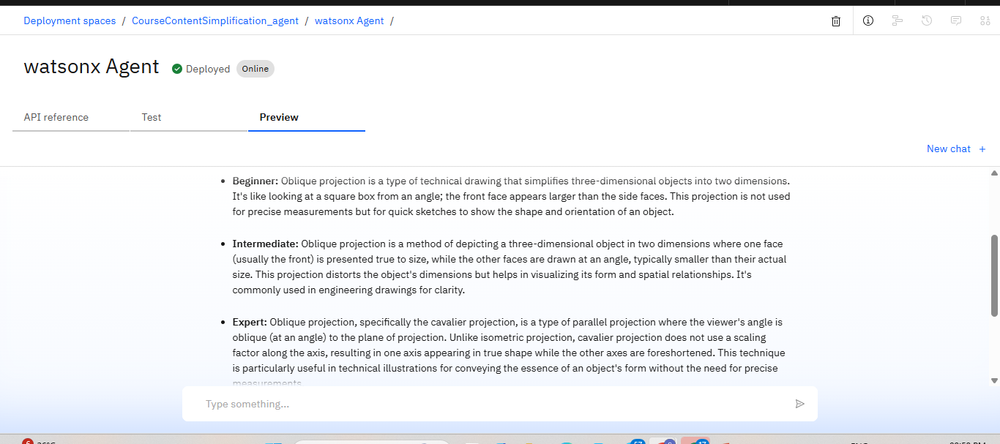 Deployment spaces / CourseContentSimplification_agent / watsonx Agent /
watsonx Agent Deployed Online
API reference Test Preview
New chat +
• Beginner: Oblique projection is a type of technical drawing that simplifies three-dimensional objects into two dimensions.
It's like looking at a square box from an angle; the front face appears larger than the side faces. This projection is not used
for precise measurements but for quick sketches to show the shape and orientation of an object.
• Intermediate: Oblique projection is a method of depicting a three-dimensional object in two dimensions where one face
(usually the front) is presented true to size, while the other faces are drawn at an angle, typically smaller than their actual
size. This projection distorts the object's dimensions but helps in visualizing its form and spatial relationships. It's
commonly used in engineering drawings for clarity.
• Expert: Oblique projection, specifically the cavalier projection, is a type of parallel projection where the viewer's angle is
oblique (at an angle) to the plane of projection. Unlike isometric projection, cavalier projection does not use a scaling
factor along the axis, resulting in one axis appearing in true shape while the other axes are foreshortened. This technique
is particularly useful in technical illustrations for conveying the essence of an object's form without the need for precise
measurements.
Type something...